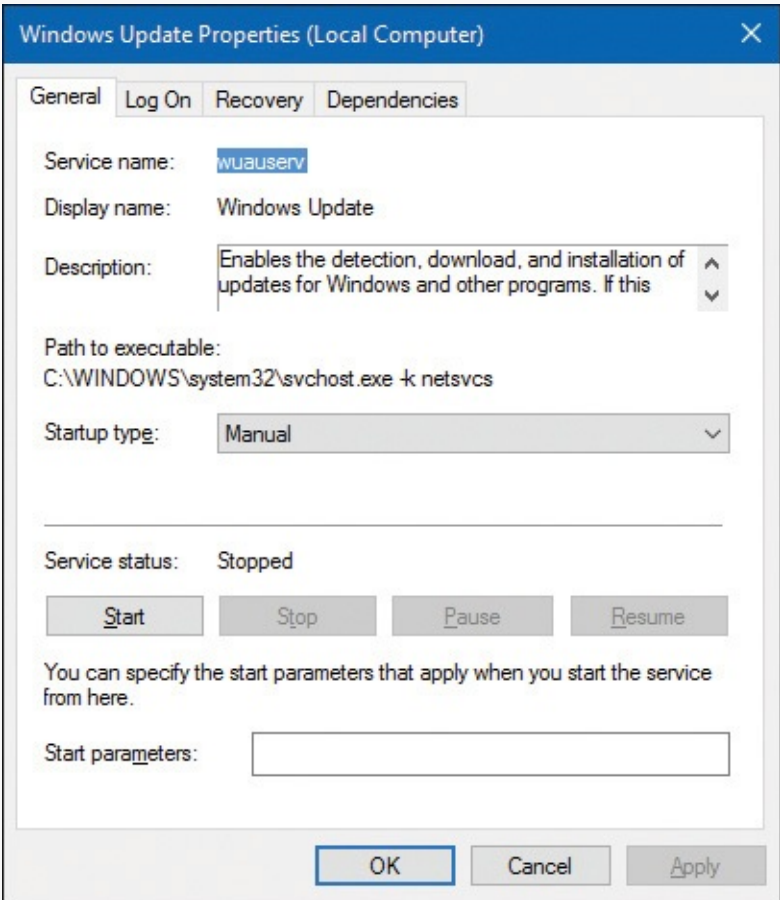 Windows Update Properties (Local Computer)
General Log On Recovery Dependencies
Service name: wuauserv
Display name: Windows Update
Description: Enables the detection, download, and installation of
updates for Windows and other programs. If this
Path to executable:
C:\WINDOWS\system32\svchost.exe -k netsvcs
Startup type: Manual
Service status: Stopped
Start Stop Pause Resume
You can specify the start parameters that apply when you start the service
from here.
Start parameters:
OK Cancel Apply